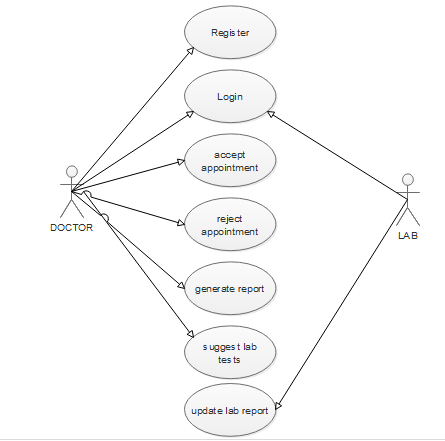 Register
Login
accept
appointment
reject
appointment
DOCTOR
LAB
generate report
suggest lab
tests
update lab report